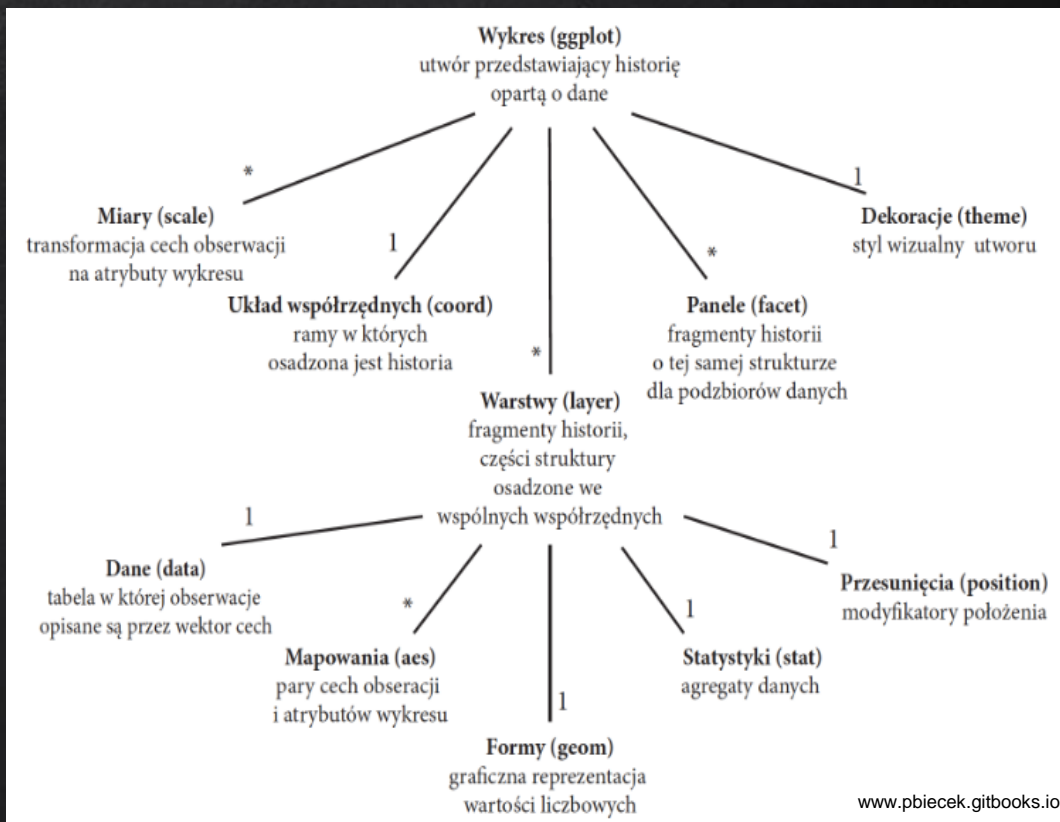 Wykres (ggplot)
utwór przedstawiający historię
opartą o dane
*
1
*
*
1
Miary (scale)
transformacja cech obserwacji
na atrybuty wykresu
Dekoracje (theme)
styl wizualny utworu
Układ współrzędnych (coord)
ramy w których
osadzona jest historia
Panele (facet)
fragmenty historii
o tej samej strukturze
dla podzbiorów danych
Warstwy (layer)
fragmenty historii,
części struktury
osadzone we
wspólnych współrzędnych
1
*
1
1
1
Dane (data)
tabela w której obserwacje
opisane są przez wektor cech
Przesunięcia (position)
modyfikatory położenia
Mapowania (aes)
pary cech obseracji
i atrybutów wykresu
Statystyki (stat)
agregaty danych
Formy (geom)
graficzna reprezentacja
wartości liczbowych
www.pbiecek.gitbooks.io